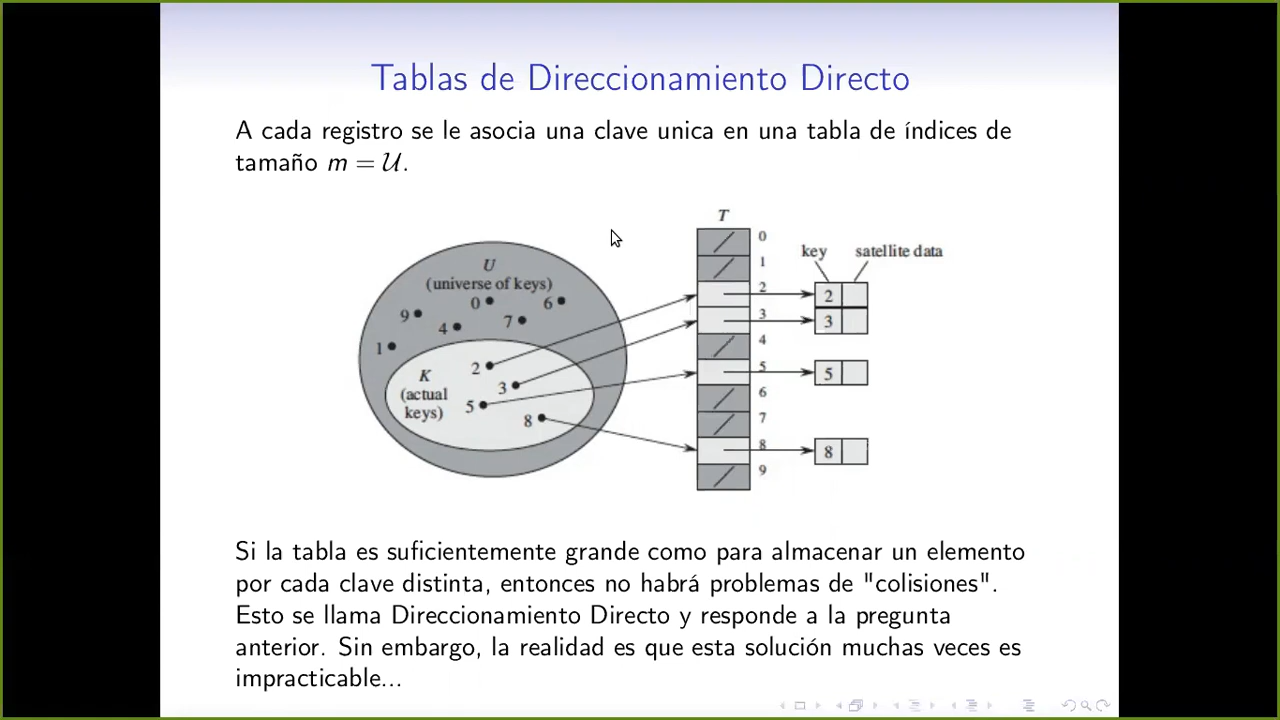 Tablas de Direccionamiento Directo
A cada registro se le asocia una clave unica en una tabla de índices de
tamaño m = U.
T
U
(universe of keys)
0
6
9
4
7
1
K
(actual
keys)
2
3
5
8
0
1
2
3
4
5
6
7
8
9
key satellite data
2
3
5
8
Si la tabla es suficientemente grande como para almacenar un elemento
por cada clave distinta, entonces no habrá problemas de "colisiones".
Esto se llama Direccionamiento Directo y responde a la pregunta
anterior. Sin embargo, la realidad es que esta solución muchas veces es
impracticable...